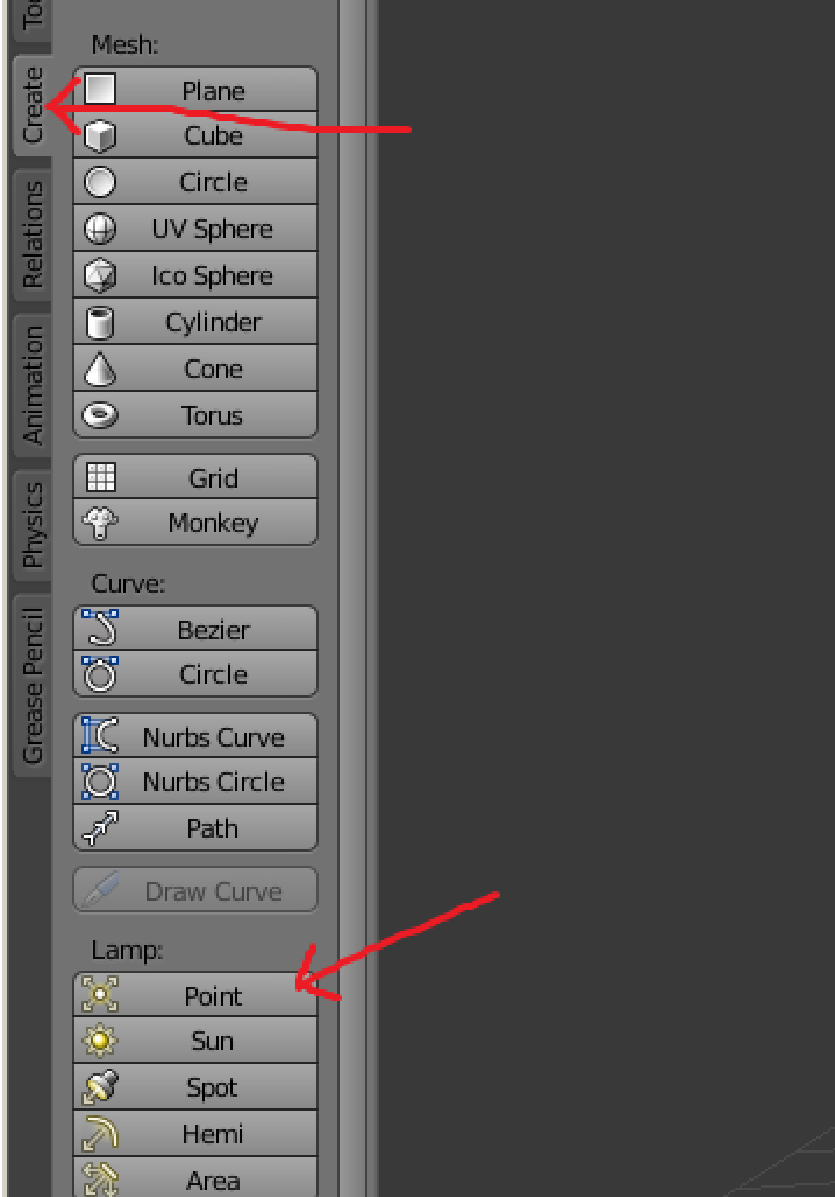 Create
Relations
Animation
Physics
Grease Pencil
Mesh:
Plane
Cube
Circle
UV Sphere
Ico Sphere
Cylinder
Cone
Torus
Grid
Monkey
Curve:
Bezier
Circle
Nurbs Curve
Nurbs Circle
Path
Draw Curve
Lamp:
Point
Sun
Spot
Hemi
Area